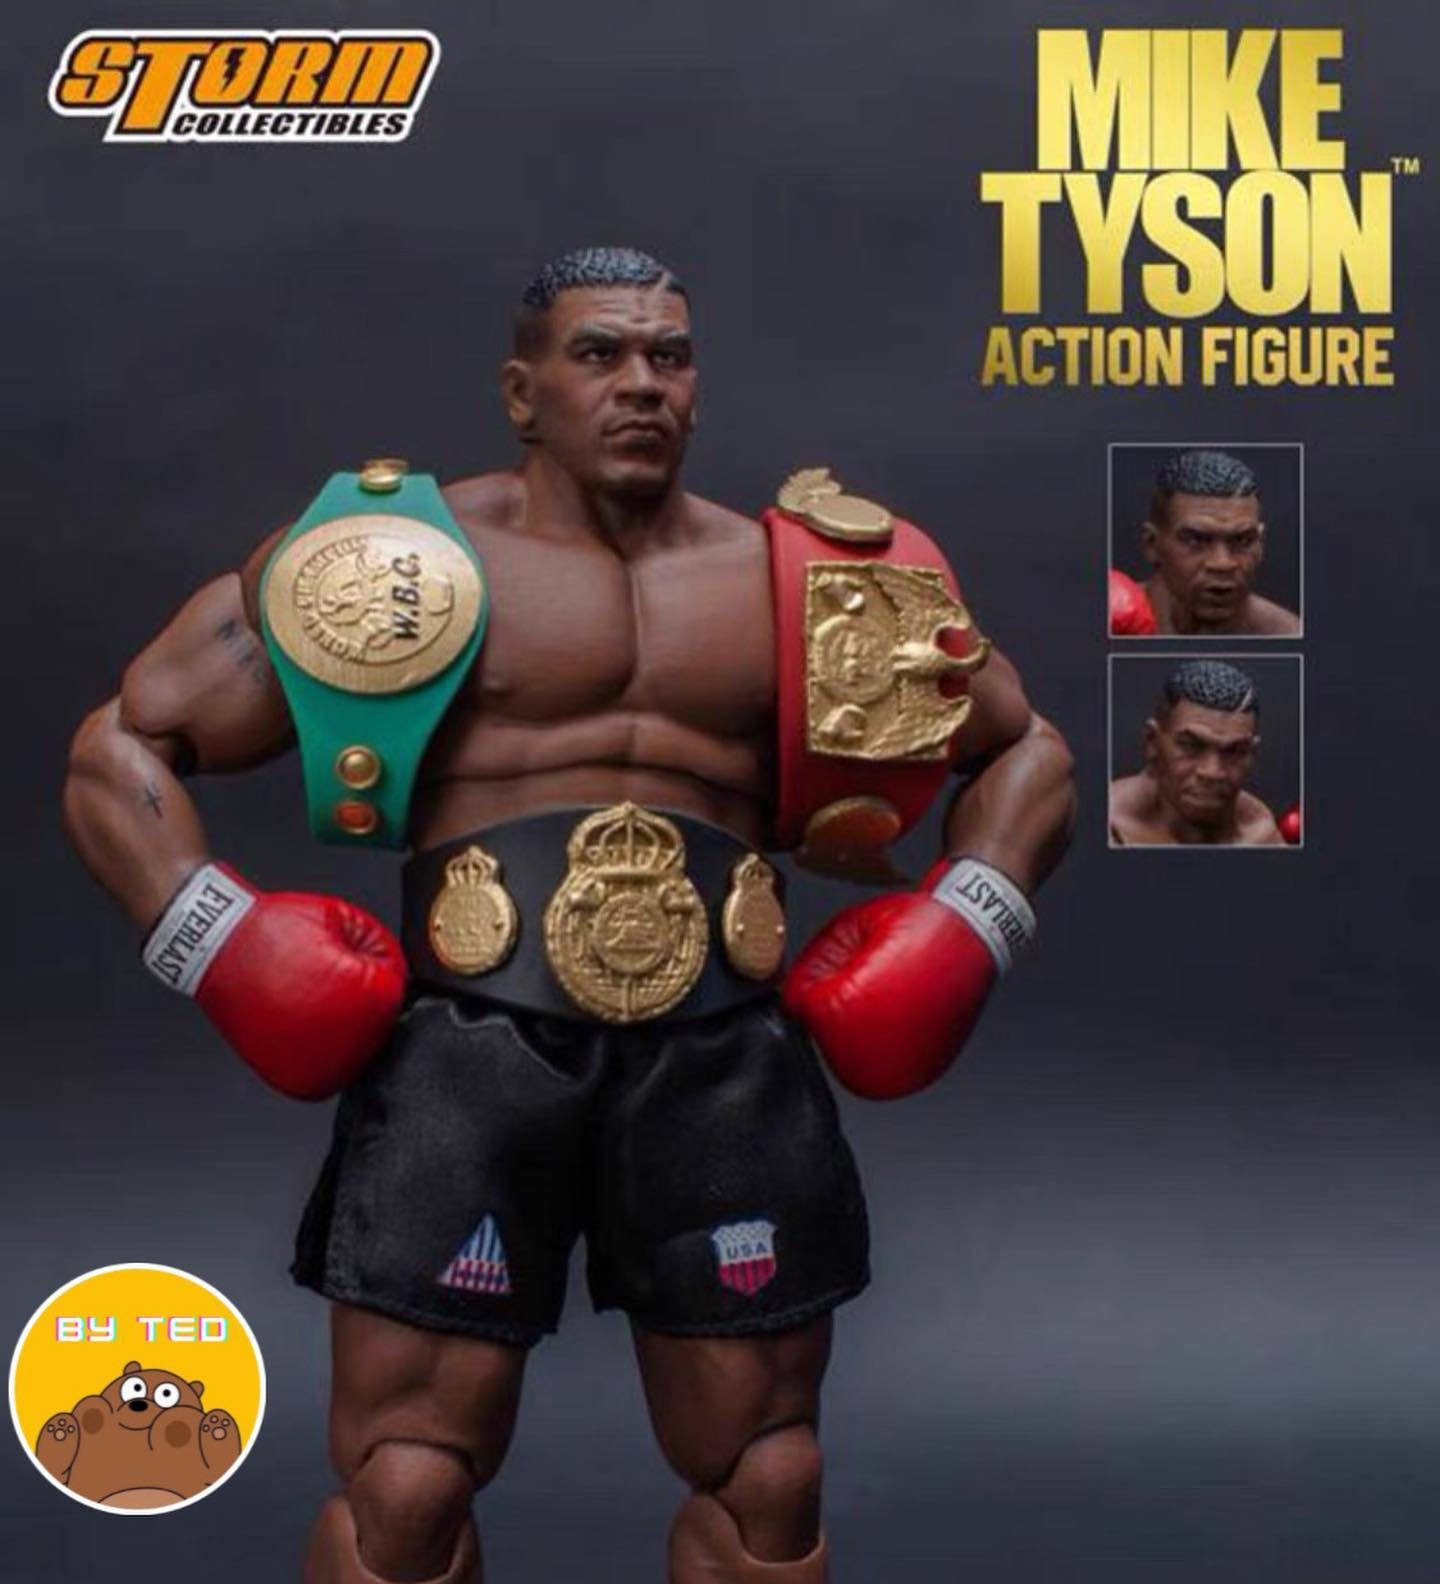 STORM
COLLECTIBLES
MIKE
TYSON™
ACTION FIGURE
W.B.C.
EVERLAST
EVERLAST
USA
BY TED